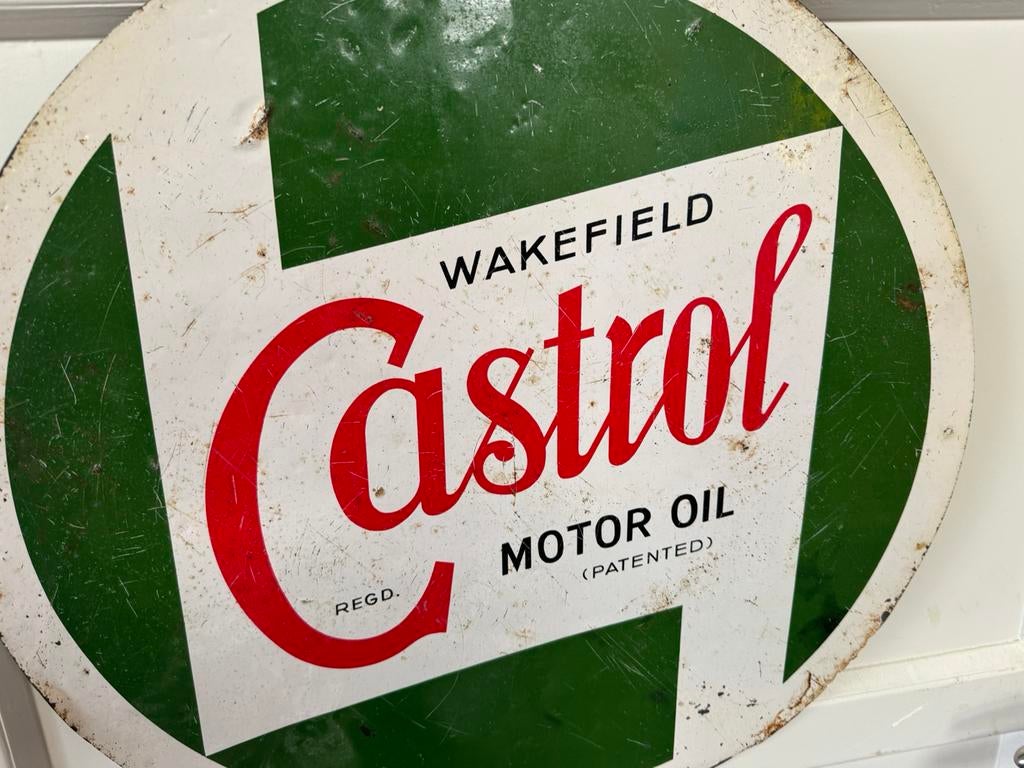 WAKEFIELD
Castrol
MOTOR OIL
(PATENTED)
REGD.